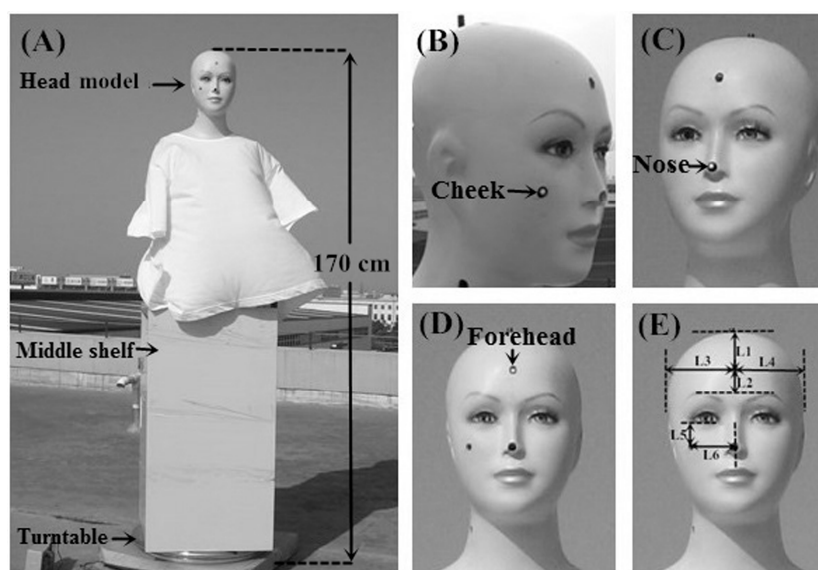 (A)
Head model
170 cm
Middle shelf
Turntable
(B)
Cheek
(C)
Nose
(D)
Forehead
(E)
L1
L3
L4
L2
L5
L6